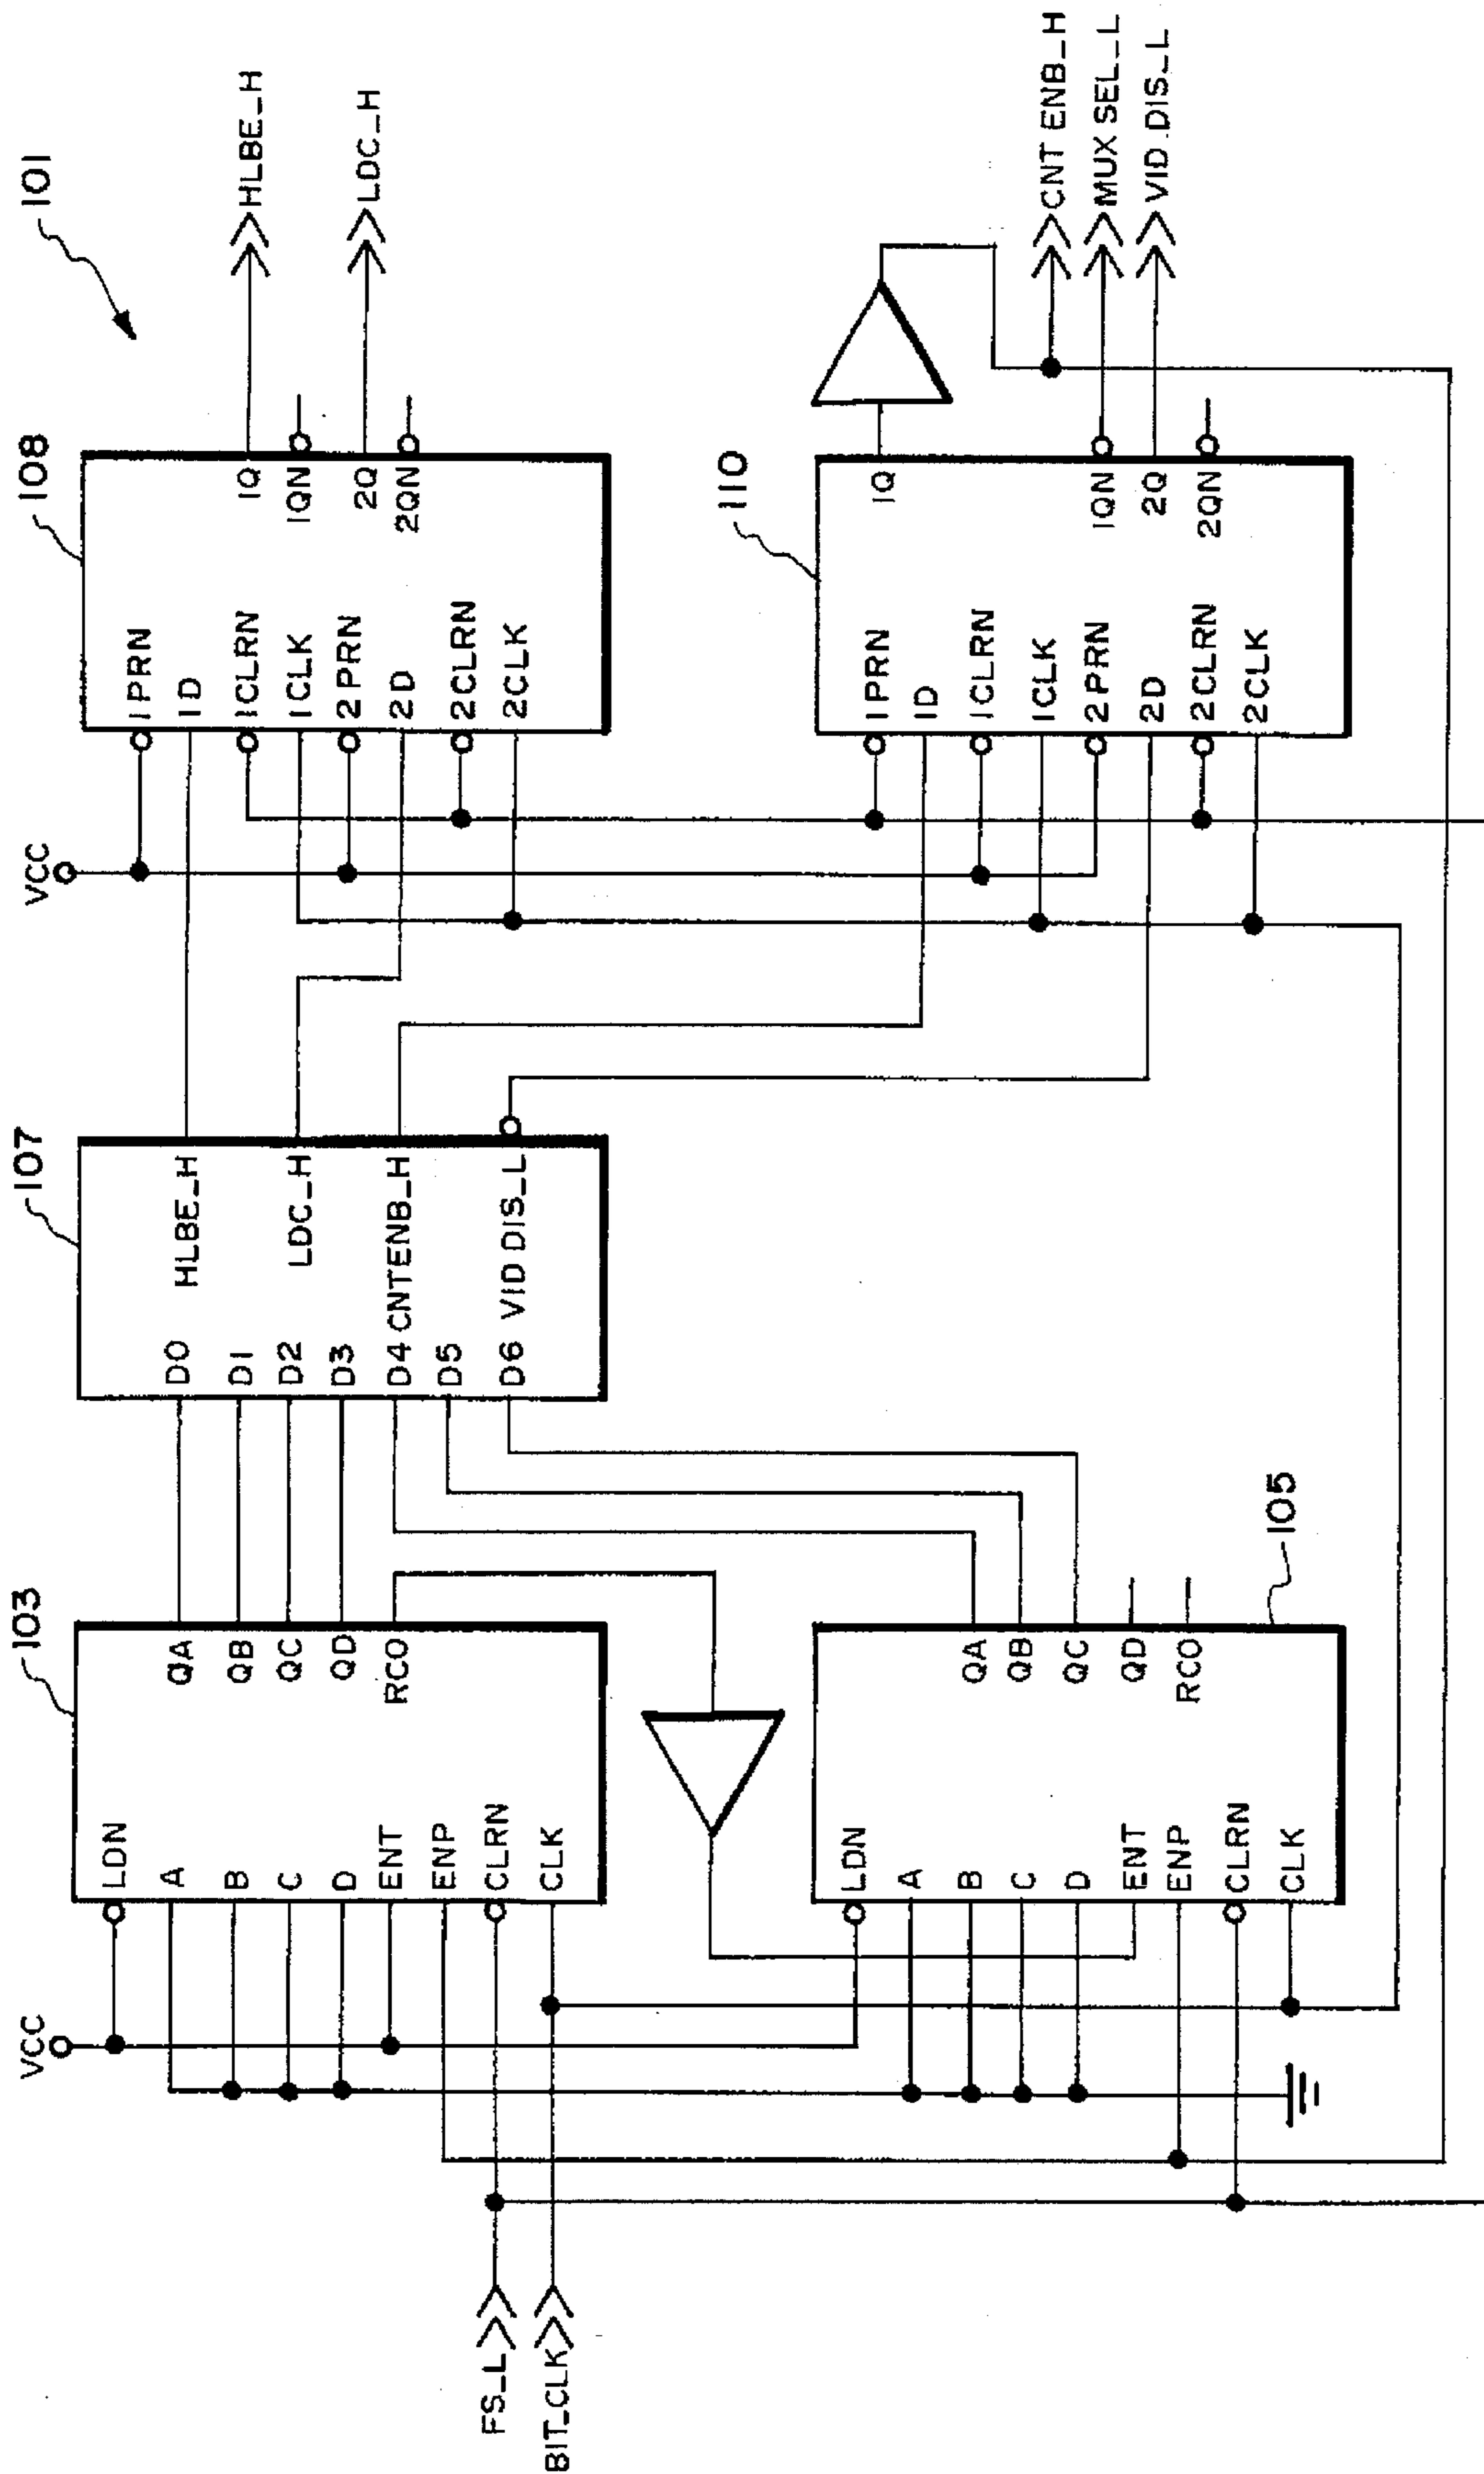 101
103
LDN
A
B
C
D
ENT
ENP
CLRN
CLK
QA
QB
QC
QD
RCO
107
D0
D1
D2
D3
D4
D5
D6
HLBE_H
LDC_H
CNTENB_H
VID DIS_L
108
1PRN
1D
1CLRN
1CLK
2PRN
2D
2CLRN
2CLK
1Q
1QN
2Q
2QN
HLBE_H
LDC_H
VCC
VCC
FS_L
BIT_CLK
105
LDN
A
B
C
D
ENT
ENP
CLRN
CLK
QA
QB
QC
QD
RCO
110
1PRN
1D
1CLRN
1CLK
2PRN
2D
2CLRN
2CLK
1Q
1QN
2Q
2QN
CNT ENB_H
MUX SEL_L
VID DIS_L